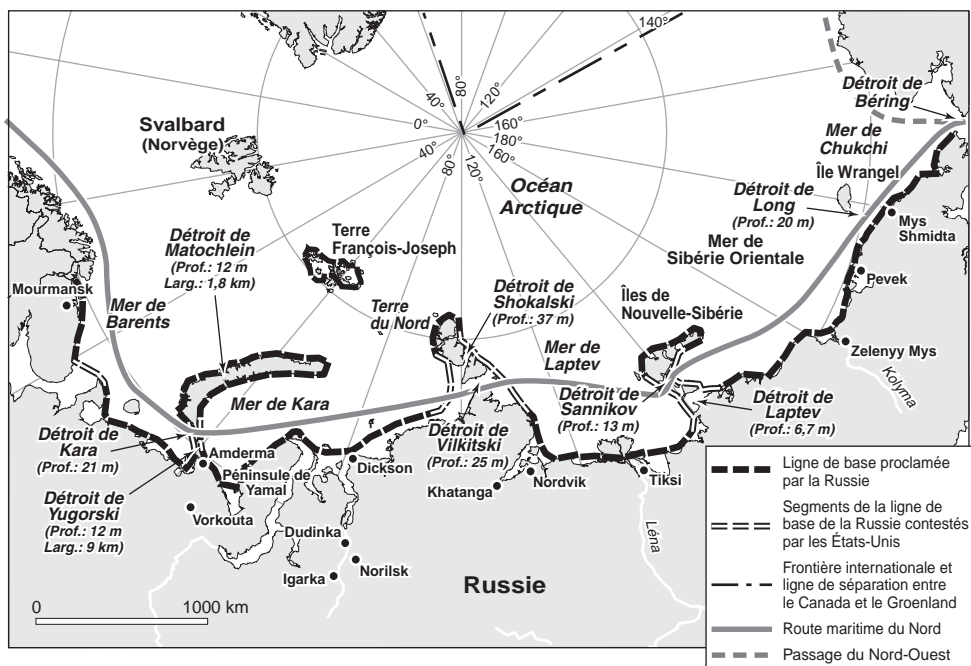 140°
80°
120°
40°
0°
160°
180°
160°
40°
80°
120°
Détroit de
Béring
Mer de
Chukchi
Île Wrangel
Svalbard
(Norvège)
Océan
Arctique
Détroit de
Long
(Prof.: 20 m)
Mys
Shmidta
Mer de
Sibérie Orientale
Détroit de
Matochlein
(Prof.: 12 m
Larg.: 1,8 km)
Terre
François-Joseph
Pevek
Mourmansk
Mer de
Barents
Terre
du Nord
Détroit de
Shokalski
(Prof.: 37 m)
Îles de
Nouvelle-Sibérie
Zelenyy Mys
Kolyma
Mer de
Laptev
Mer de Kara
Détroit de
Sannikov
(Prof.: 13 m)
Détroit de
Laptev
(Prof.: 6,7 m)
Détroit de
Kara
(Prof.: 21 m)
Détroit de
Vilkitski
(Prof.: 25 m)
Amderma
Péninsule de
Yamal
Dickson
Khatanga
Nordvik
Tiksi
Détroit de
Yugorski
(Prof.: 12 m
Larg.: 9 km)
Vorkouta
Dudinka
Norilsk
Igarka
Léna
Russie
0
1000 km
Ligne de base proclamée
par la Russie
Segments de la ligne de
base de la Russie contestés
par les États-Unis
Frontière internationale et
ligne de séparation entre
le Canada et le Groenland
Route maritime du Nord
Passage du Nord-Ouest